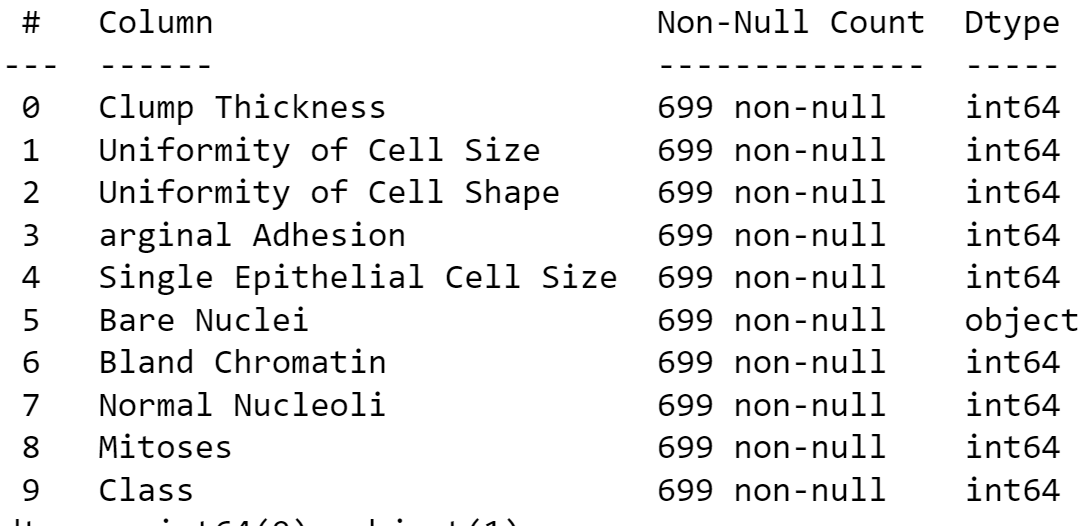 #   Column                       Non-Null Count  Dtype
---  ------                       --------------  -----
0   Clump Thickness              699 non-null    int64
1   Uniformity of Cell Size      699 non-null    int64
2   Uniformity of Cell Shape     699 non-null    int64
3   arginal Adhesion             699 non-null    int64
4   Single Epithelial Cell Size  699 non-null    int64
5   Bare Nuclei                  699 non-null    object
6   Bland Chromatin              699 non-null    int64
7   Normal Nucleoli              699 non-null    int64
8   Mitoses                      699 non-null    int64
9   Class                        699 non-null    int64